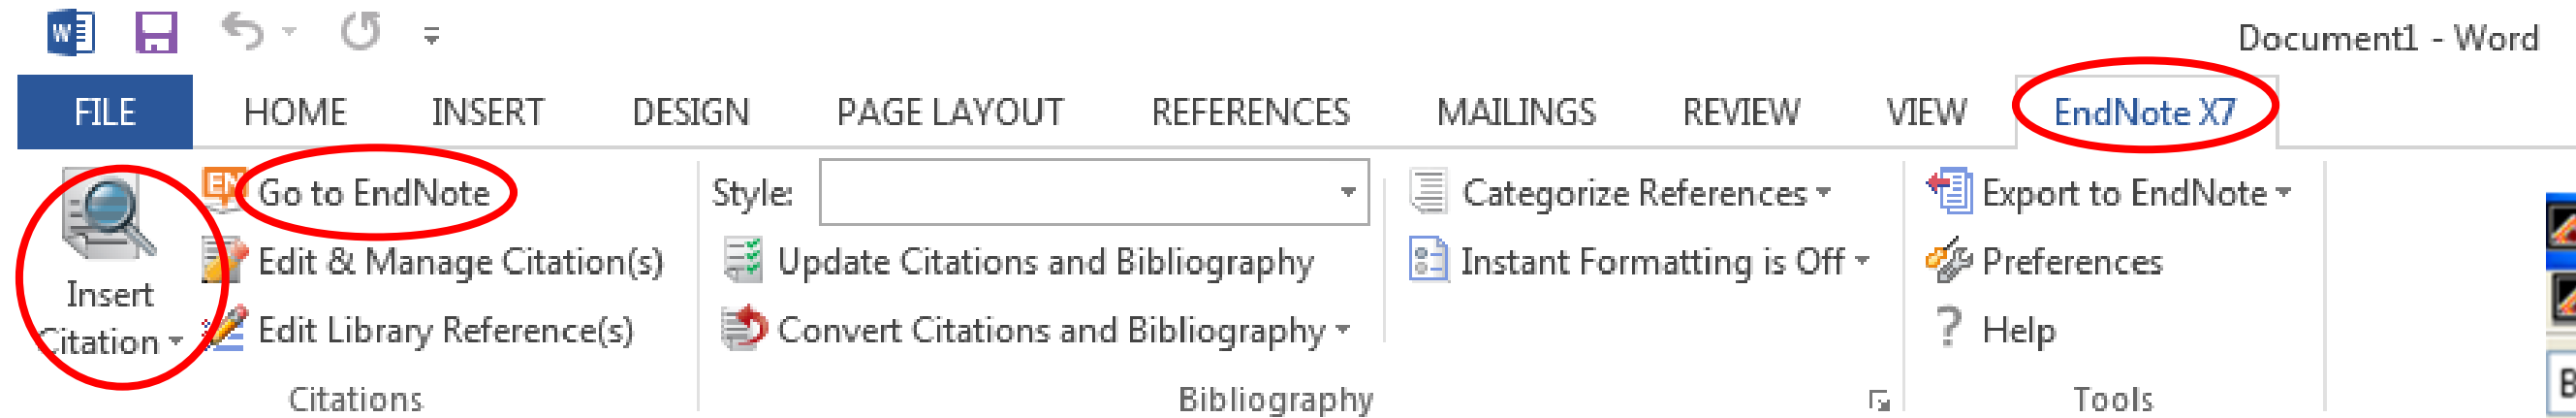 Document1 - Word
FILE HOME INSERT DESIGN PAGE LAYOUT REFERENCES MAILINGS REVIEW VIEW EndNote X7
Insert Citation
EN Go to EndNote
Edit & Manage Citation(s)
Edit Library Reference(s)
Citations
Style:
Update Citations and Bibliography
Convert Citations and Bibliography
Categorize References
Instant Formatting is Off
Bibliography
Export to EndNote
Preferences
? Help
Tools
B